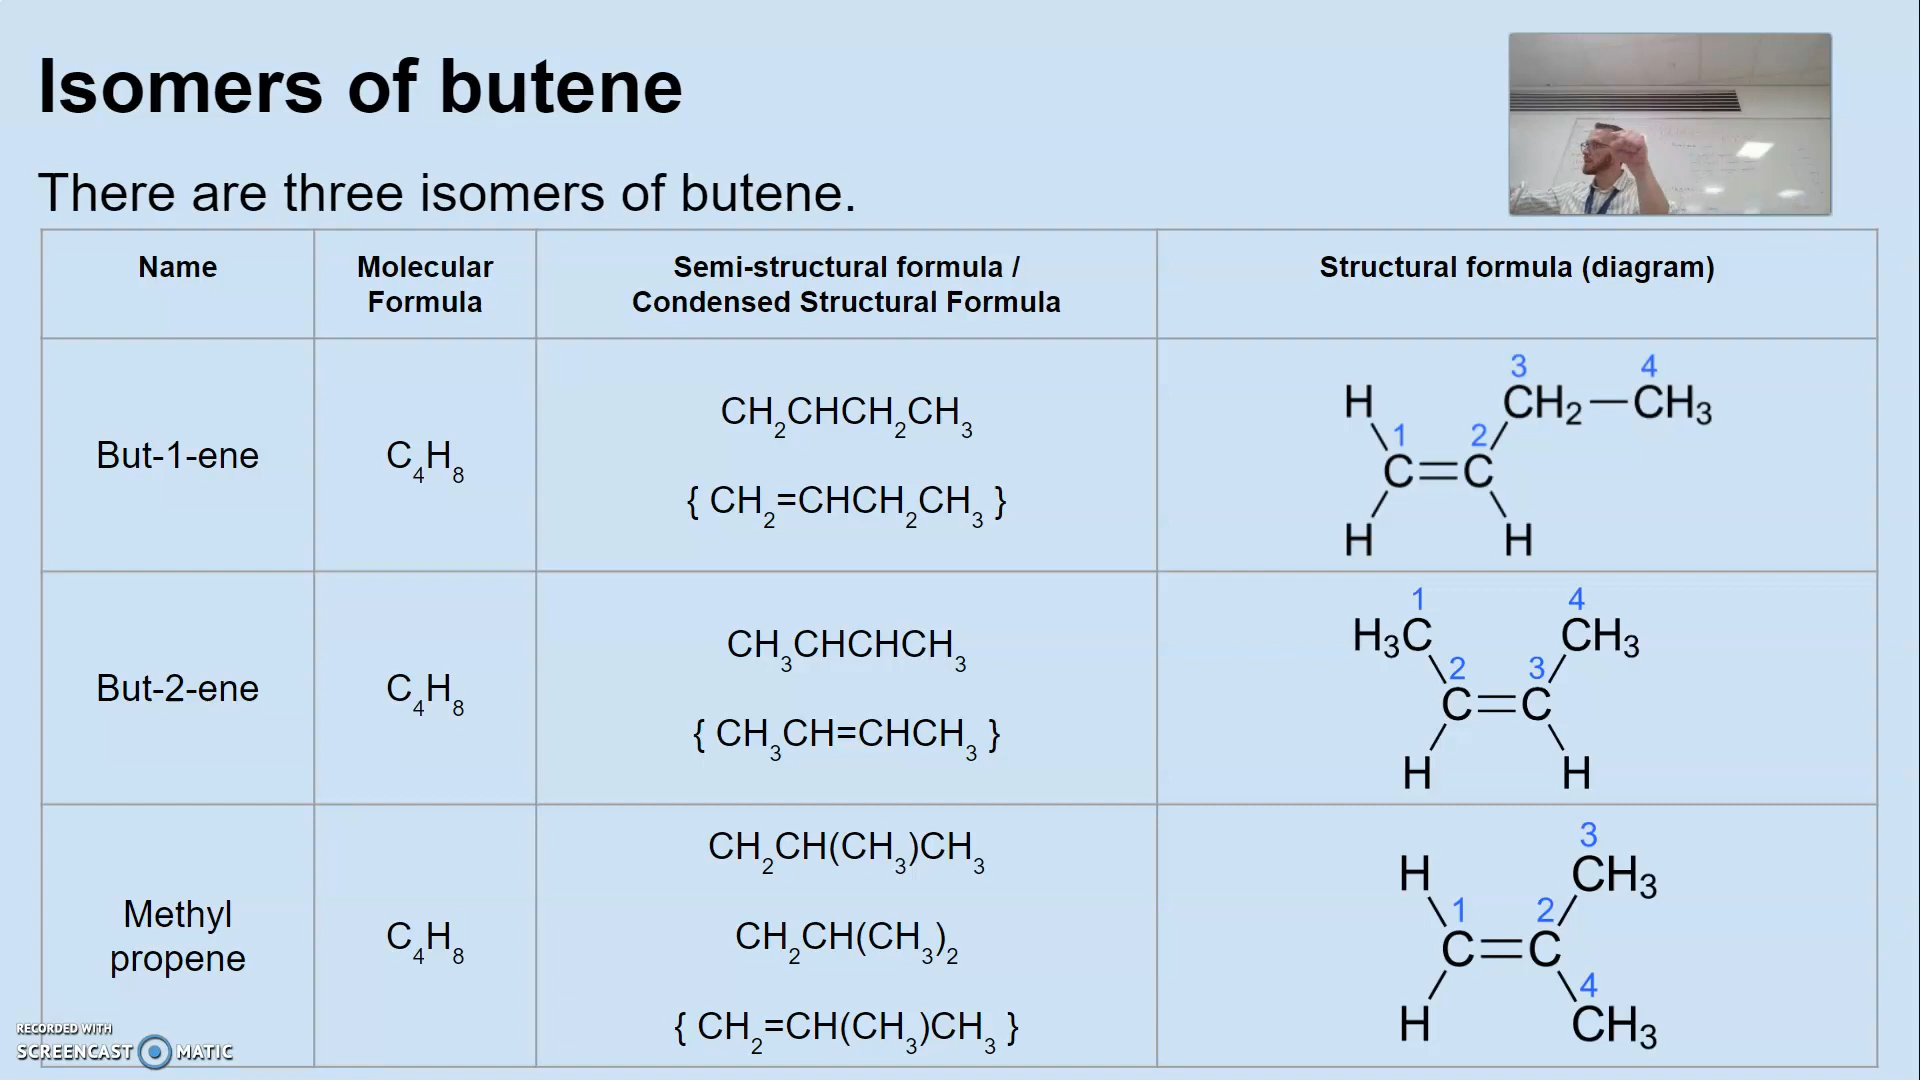 Isomers of butene
There are three isomers of butene.
Name
Molecular
Formula
Semi-structural formula /
Condensed Structural Formula
Structural formula (diagram)
But-1-ene
C₄H₈
CH₂CHCH₂CH₃
{ CH₂=CHCH₂CH₃ }
3 4
H CH₂—CH₃
1 2
C=C
H H
But-2-ene
C₄H₈
CH₃CHCHCH₃
{ CH₃CH=CHCH₃ }
1 4
H₃C CH₃
2 3
C=C
H H
Methyl
propene
C₄H₈
CH₂CH(CH₃)CH₃
CH₂CH(CH₃)₂
{ CH₂=CH(CH₃)CH₃ }
3
H CH₃
1 2
C=C
4
H CH₃
RECORDED WITH
SCREENCAST MATIC